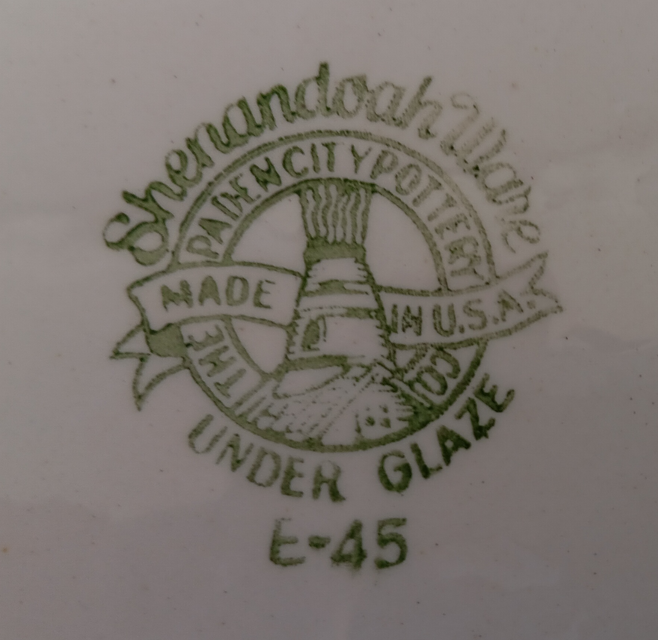 Shenandoah Ware
THE PADEN CITY POTTERY CO.
MADE IN U.S.A.
UNDER GLAZE
E-45